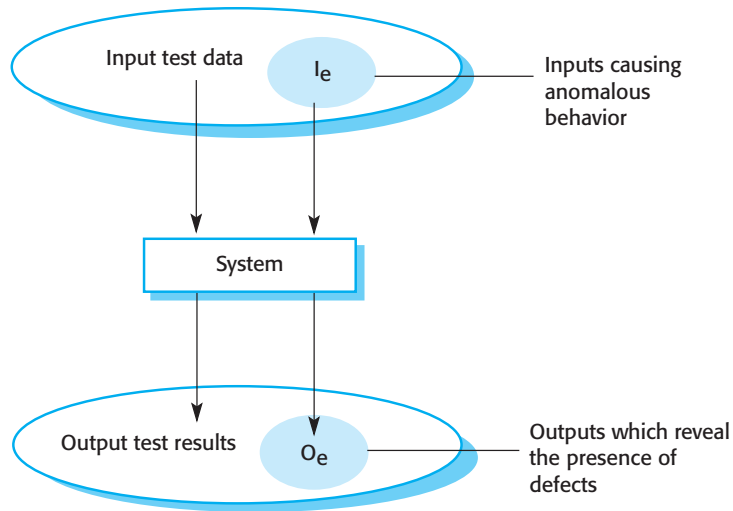 Input test data
Ie
Inputs causing
anomalous
behavior
System
Output test results
Oe
Outputs which reveal
the presence of
defects